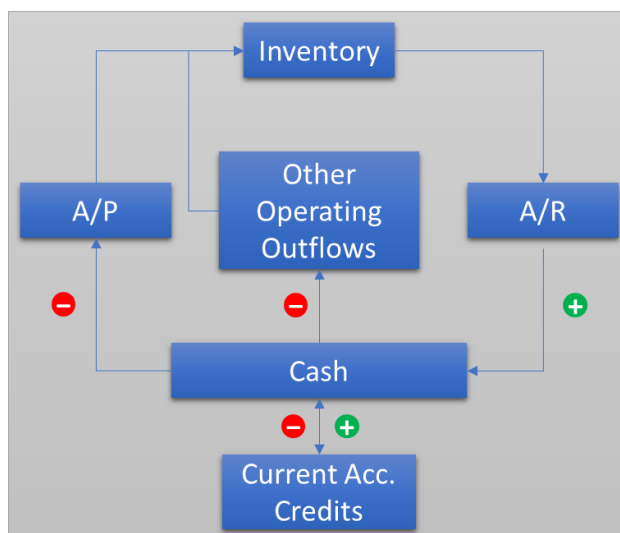 Inventory
Other
Operating
Outflows
A/P
A/R
Cash
Current Acc.
Credits